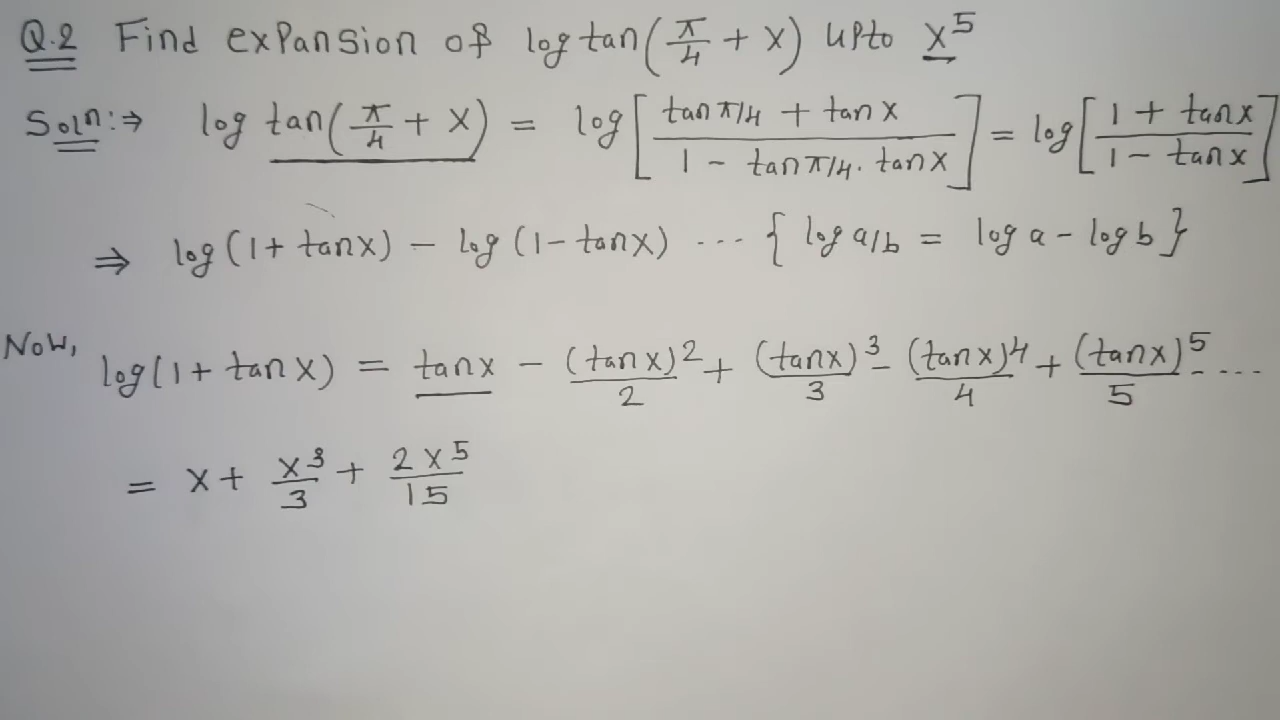 Q.2 Find expansion of log tan(π/4 + x) upto x^5
Soln:⇒ log tan(π/4 + x) = log[(tan π/4 + tan x)/(1 - tan π/4 . tan x)] = log[(1 + tan x)/(1 - tan x)]
⇒ log(1 + tan x) - log(1 - tan x) ... { log a/b = log a - log b }
Now,
log(1 + tan x) = tan x - (tan x)^2/2 + (tan x)^3/3 - (tan x)^4/4 + (tan x)^5/5 - ....
= x + x^3/3 + 2x^5/15